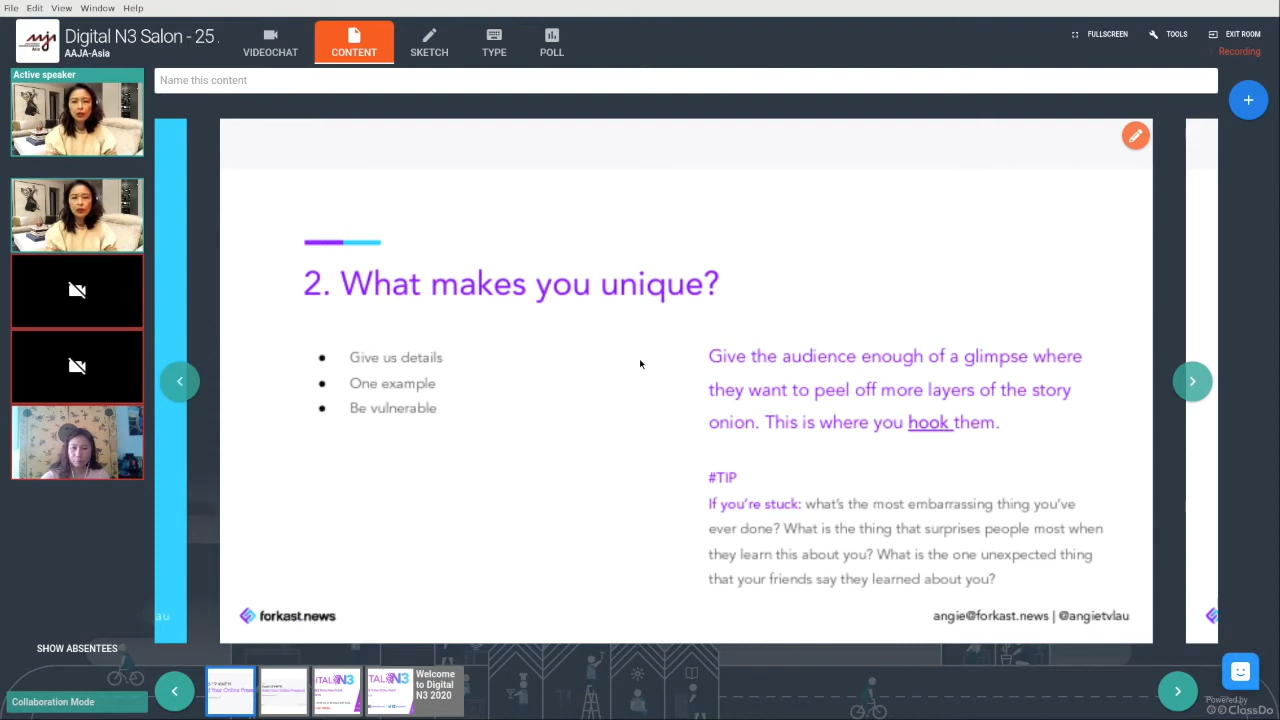 File Edit View Window Help
Digital N3 Salon - 25
AAJA-Asia
VIDEOCHAT
CONTENT
SKETCH
TYPE
POLL
FULLSCREEN
TOOLS
EXIT ROOM
Recording
Active speaker
Name this content
2. What makes you unique?
Give us details
One example
Be vulnerable
Give the audience enough of a glimpse where
they want to peel off more layers of the story
onion. This is where you hook them.
#TIP
If you're stuck: what's the most embarrassing thing you've
ever done? What is the thing that surprises people most when
they learn this about you? What is the one unexpected thing
that your friends say they learned about you?
au
forkast.news
angie@forkast.news | @angietvlau
SHOW ABSENTEES
Collaboration Mode
Welcome
to Digital
N3 2020
Powered by
ClassDo